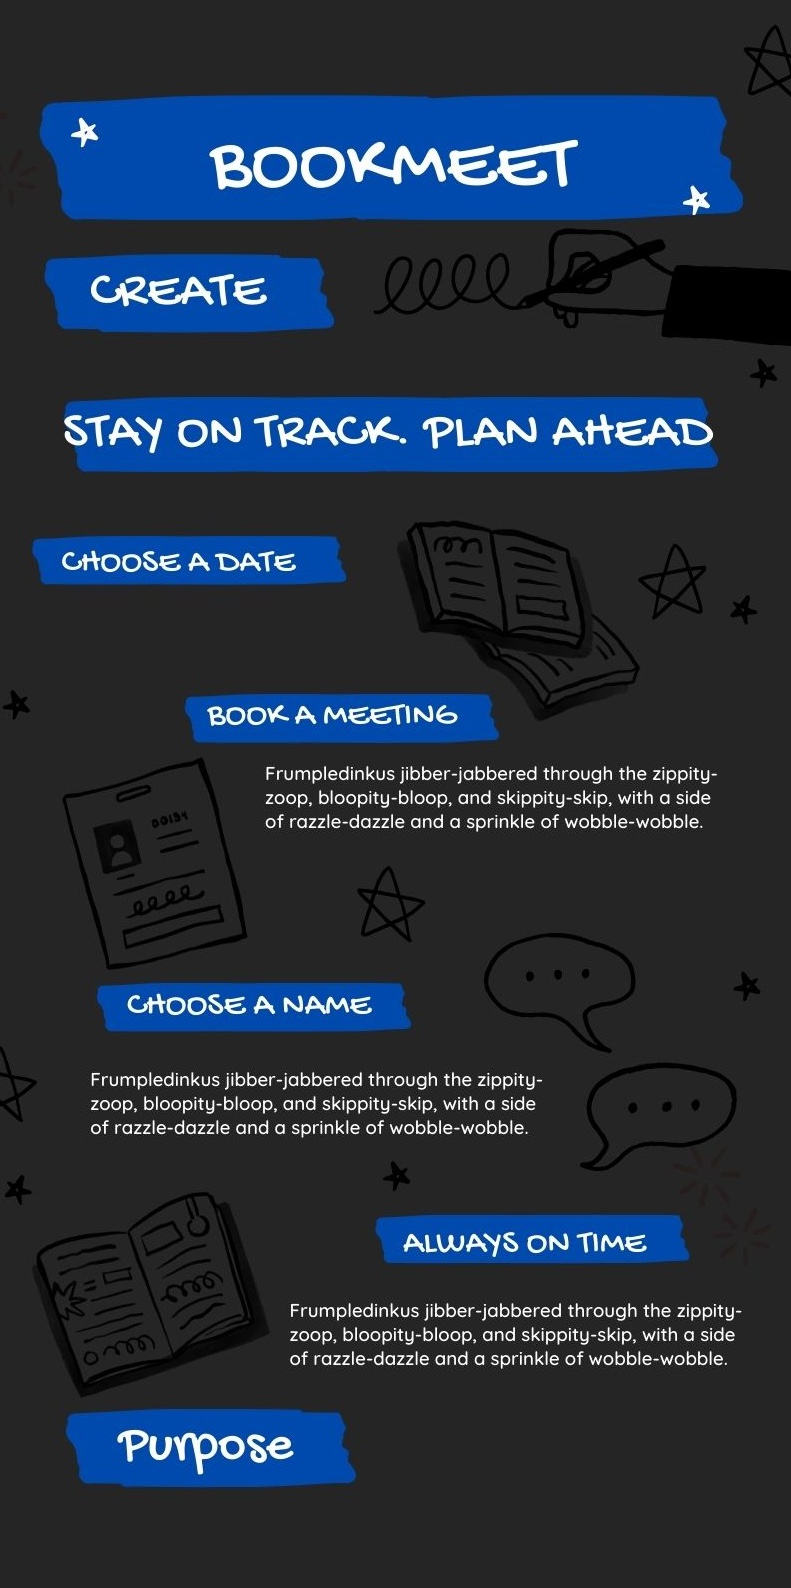 BOOKMEET
CREATE
STAY ON TRACK. PLAN AHEAD
CHOOSE A DATE
BOOK A MEETING
Frumpledinkus jibber-jabbered through the zippity-
zoop, bloopity-bloop, and skippity-skip, with a side
of razzle-dazzle and a sprinkle of wobble-wobble.
CHOOSE A NAME
Frumpledinkus jibber-jabbered through the zippity-
zoop, bloopity-bloop, and skippity-skip, with a side
of razzle-dazzle and a sprinkle of wobble-wobble.
ALWAYS ON TIME
Frumpledinkus jibber-jabbered through the zippity-
zoop, bloopity-bloop, and skippity-skip, with a side
of razzle-dazzle and a sprinkle of wobble-wobble.
Purpose